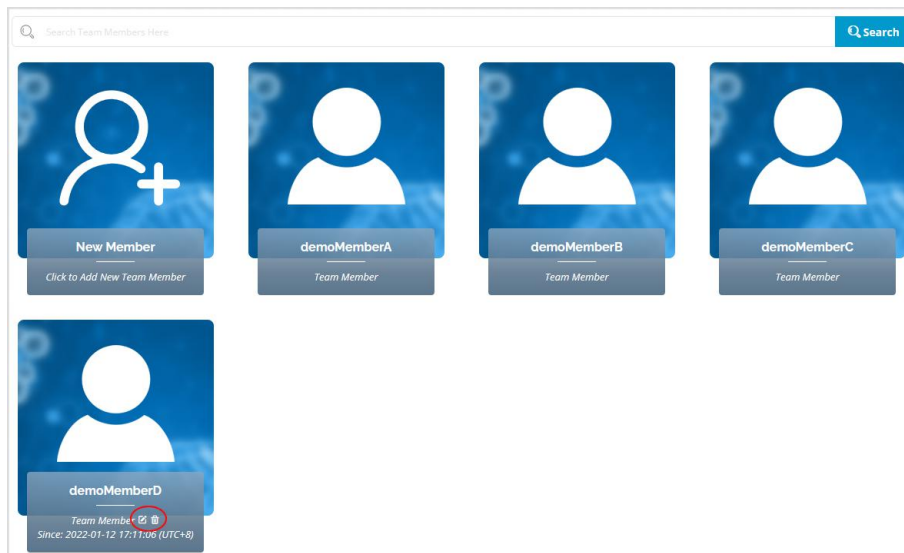 Search Team Members Here
Search
New Member
Click to Add New Team Member
demoMemberA
Team Member
demoMemberB
Team Member
demoMemberC
Team Member
demoMemberD
Team Member
Since: 2022-01-12 17:11:06 (UTC+8)